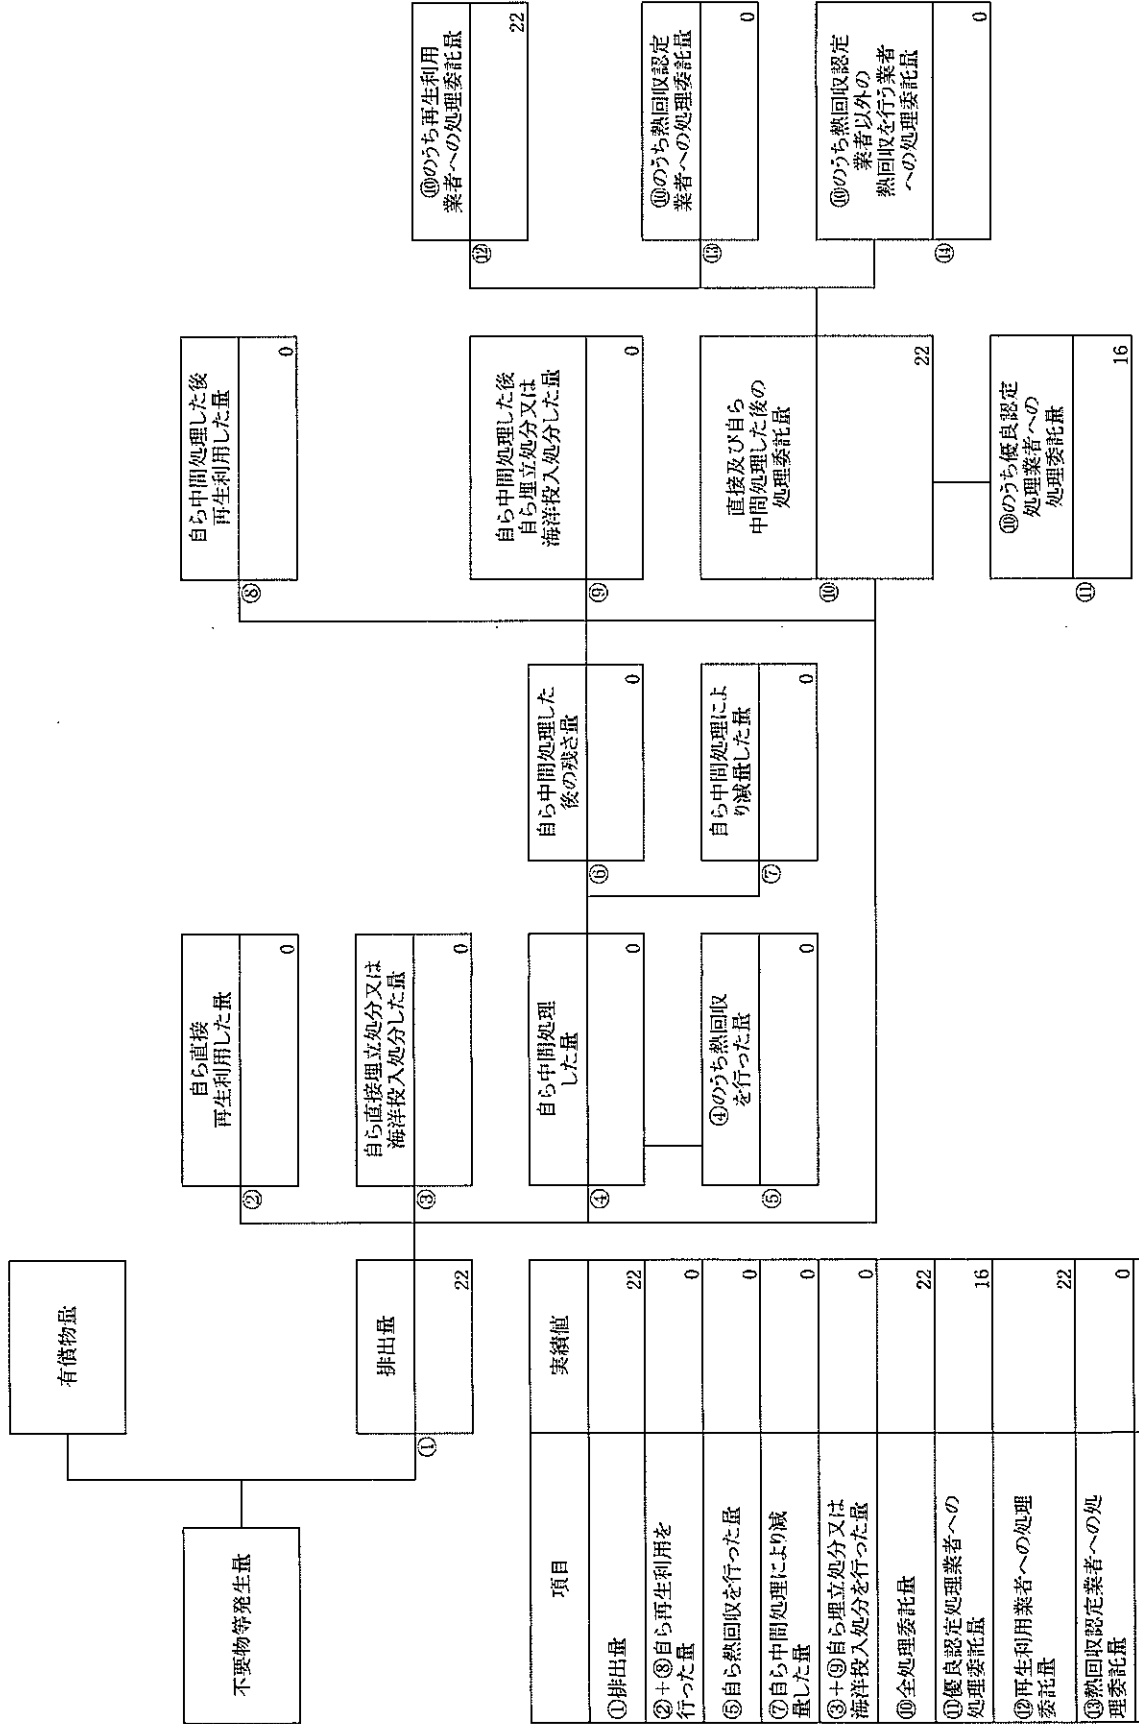 不要物等発生量
有償物量
①
排出量
22
②
自ら直接
再生利用した量
0
③
自ら直接埋立処分又は
海洋投入処分した量
0
④
自ら中間処理
した量
0
⑤
④のうち熱回収
を行った量
0
⑥
自ら中間処理した
後の残さ量
0
⑦
自ら中間処理によ
り減量した量
0
⑧
自ら中間処理した後
再生利用した量
0
⑨
自ら中間処理した後
自ら埋立処分又は
海洋投入処分した量
0
⑩
直接及び自ら
中間処理した後の
処理委託量
22
⑪
⑩のうち優良認定
処理業者への
処理委託量
16
⑫
⑩のうち再生利用
業者への処理委託量
22
⑬
⑩のうち熱回収認定
業者への処理委託量
0
⑭
⑩のうち熱回収認定
業者以外の
熱回収を行う業者
への処理委託量
0
項目 実績値
①排出量 22
②+⑧自ら再生利用を
行った量 0
⑤自ら熱回収を行った量 0
⑦自ら中間処理により減
量した量 0
③+⑨自ら埋立処分又は
海洋投入処分を行った量 0
⑩全処理委託量 22
⑪優良認定処理業者への
処理委託量 16
⑫再生利用業者への処理
委託量 22
⑬熱回収認定業者への処
理委託量 0